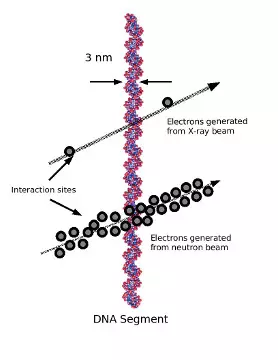 3 nm
Electrons generated
from X-ray beam
Interaction sites
Electrons generated
from neutron beam
DNA Segment